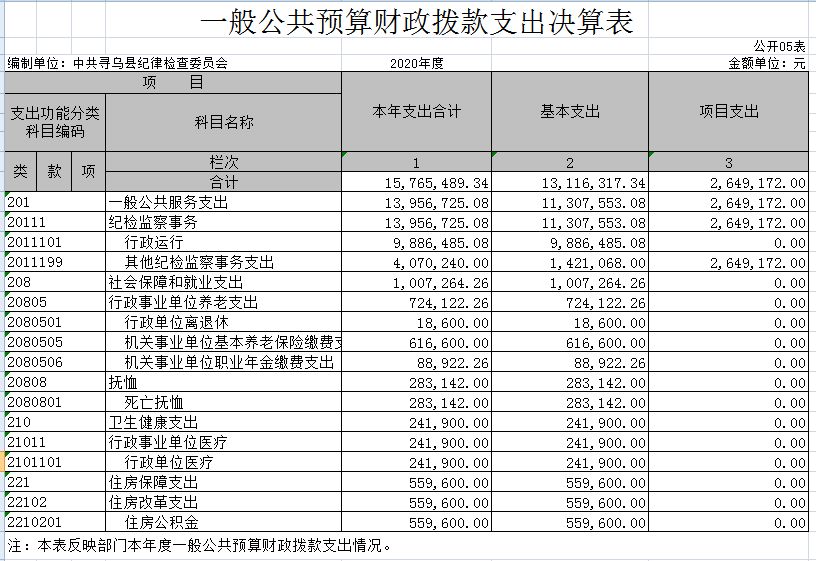 一般公共预算财政拨款支出决算表
公开05表
编制单位：中共寻乌县纪律检查委员会 2020年度 金额单位：元
项 目 本年支出合计 基本支出 项目支出
支出功能分类科目编码 科目名称
类 款 项 栏次 1 2 3
合计 15,765,489.34 13,116,317.34 2,649,172.00
201 一般公共服务支出 13,956,725.08 11,307,553.08 2,649,172.00
20111 纪检监察事务 13,956,725.08 11,307,553.08 2,649,172.00
2011101 行政运行 9,886,485.08 9,886,485.08 0.00
2011199 其他纪检监察事务支出 4,070,240.00 1,421,068.00 2,649,172.00
208 社会保障和就业支出 1,007,264.26 1,007,264.26 0.00
20805 行政事业单位养老支出 724,122.26 724,122.26 0.00
2080501 行政单位离退休 18,600.00 18,600.00 0.00
2080505 机关事业单位基本养老保险缴费支 616,600.00 616,600.00 0.00
2080506 机关事业单位职业年金缴费支出 88,922.26 88,922.26 0.00
20808 抚恤 283,142.00 283,142.00 0.00
2080801 死亡抚恤 283,142.00 283,142.00 0.00
210 卫生健康支出 241,900.00 241,900.00 0.00
21011 行政事业单位医疗 241,900.00 241,900.00 0.00
2101101 行政单位医疗 241,900.00 241,900.00 0.00
221 住房保障支出 559,600.00 559,600.00 0.00
22102 住房改革支出 559,600.00 559,600.00 0.00
2210201 住房公积金 559,600.00 559,600.00 0.00
注：本表反映部门本年度一般公共预算财政拨款支出情况。